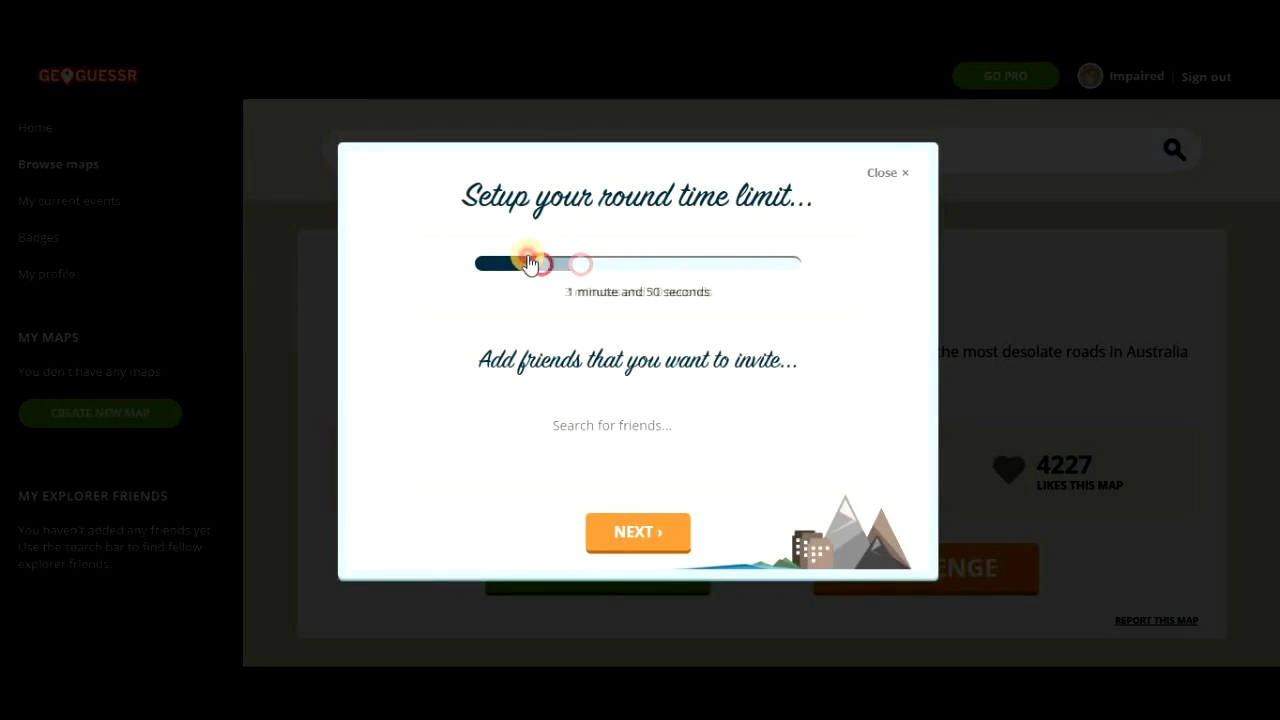 GEOGUESSR
GO PRO
Impaired
Sign out
Home
Browse maps
My current events
Badges
My profile
MY MAPS
You don't have any maps
CREATE NEW MAP
MY EXPLORER FRIENDS
You haven't added any friends yet.
Use the search bar to find fellow
explorer friends.
Close ×
Setup your round time limit...
minute and seconds
Add friends that you want to invite...
Search for friends...
NEXT ›
the most desolate roads in Australia
4227
LIKES THIS MAP
ENGE
REPORT THIS MAP